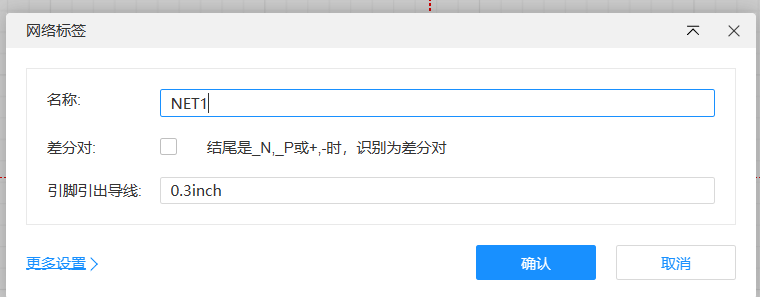 网络标签
名称:
NET1
差分对:
结尾是_N,_P或+,-时，识别为差分对
引脚引出导线:
0.3inch
更多设置
确认
取消